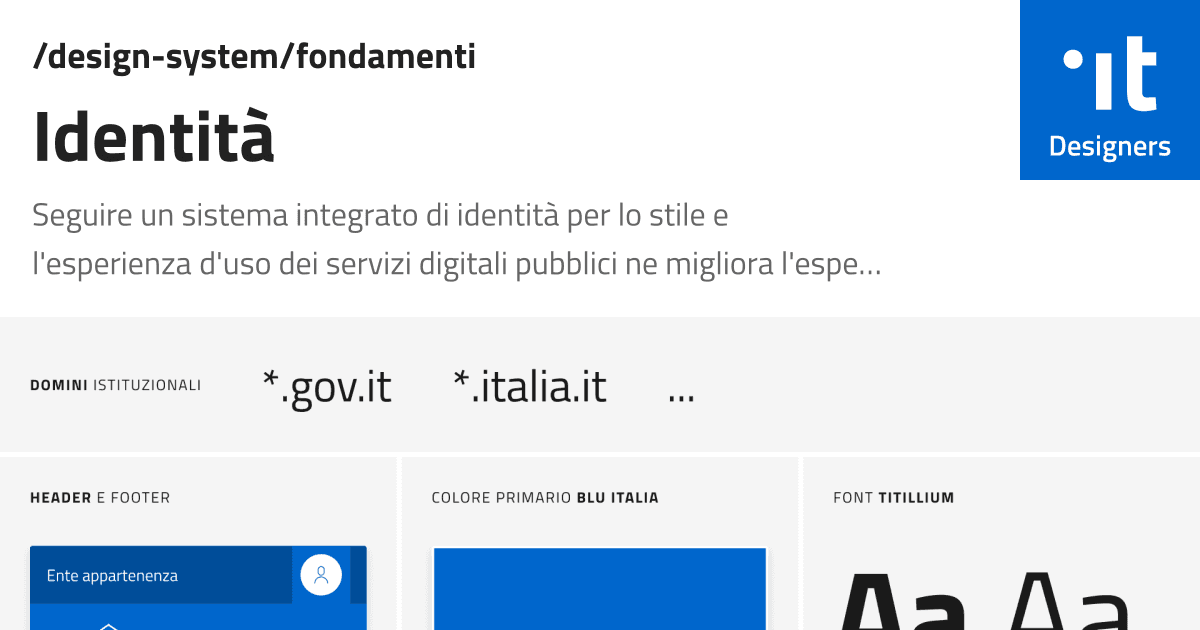 /design-system/fondamenti
Identità
Seguire un sistema integrato di identità per lo stile e
l'esperienza d'uso dei servizi digitali pubblici ne migliora l'espe...
it
Designers
DOMINI ISTITUZIONALI
*.gov.it
*.italia.it
...
HEADER E FOOTER
COLORE PRIMARIO BLU ITALIA
FONT TITILLIUM
Ente appartenenza
Aa Aa